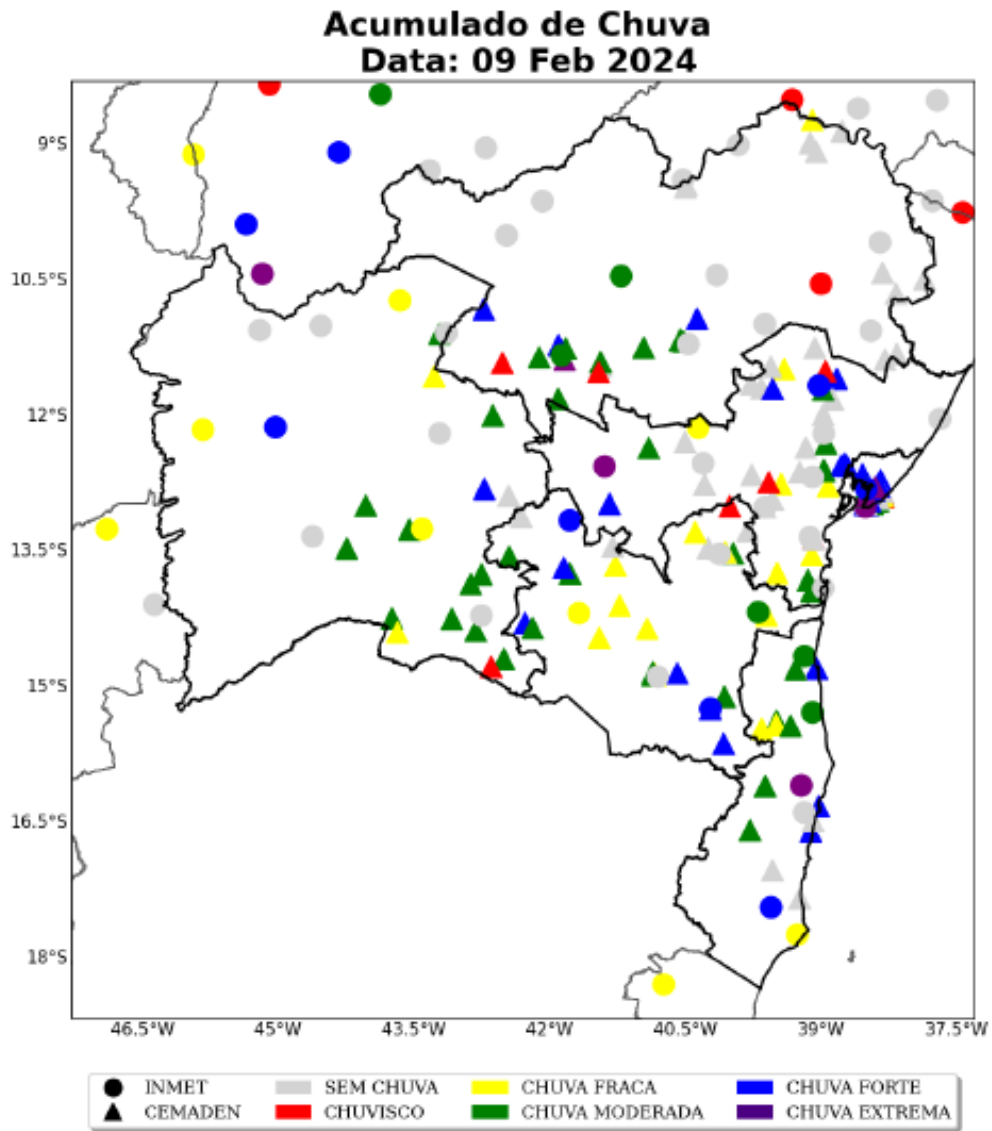 Acumulado de Chuva
Data: 09 Feb 2024
9°S
10.5°S
12°S
13.5°S
15°S
16.5°S
18°S
46.5°W 45°W 43.5°W 42°W 40.5°W 39°W 37.5°W
INMET SEM CHUVA CHUVA FRACA CHUVA FORTE
CEMADEN CHUVISCO CHUVA MODERADA CHUVA EXTREMA